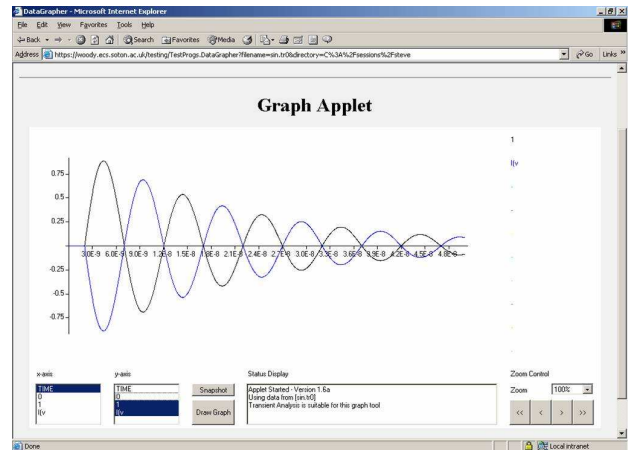 DataGrapher - Microsoft Internet Explorer
File Edit View Favorites Tools Help
Back Search Favorites Media
Address https://woody.ecs.soton.ac.uk/testing/TestProgs.DataGrapher?filename=sin.tr0&directory=C%3A%2Fsessions%2Fsteve Go Links »
Graph Applet
1
I(v
0.75
0.5
0.25
3.0E-9 6.0E-9 9.0E-9 1.2E-8 1.5E-8 1.8E-8 2.1E-8 2.4E-8 2.7E-8 3.0E-8 3.3E-8 3.6E-8 3.9E-8 4.2E-8 4.5E-8 4.8E-8
-0.25
-0.5
-0.75
x-axis y-axis Status Display Zoom Control
TIME
0
1
I(v
TIME
0
1
I(v
Snapshot
Draw Graph
Applet Started - Version 1.6a
Using data from [sin.tr0]
Transient Analysis is suitable for this graph tool
Zoom 100%
<< < > >>
Done Local intranet